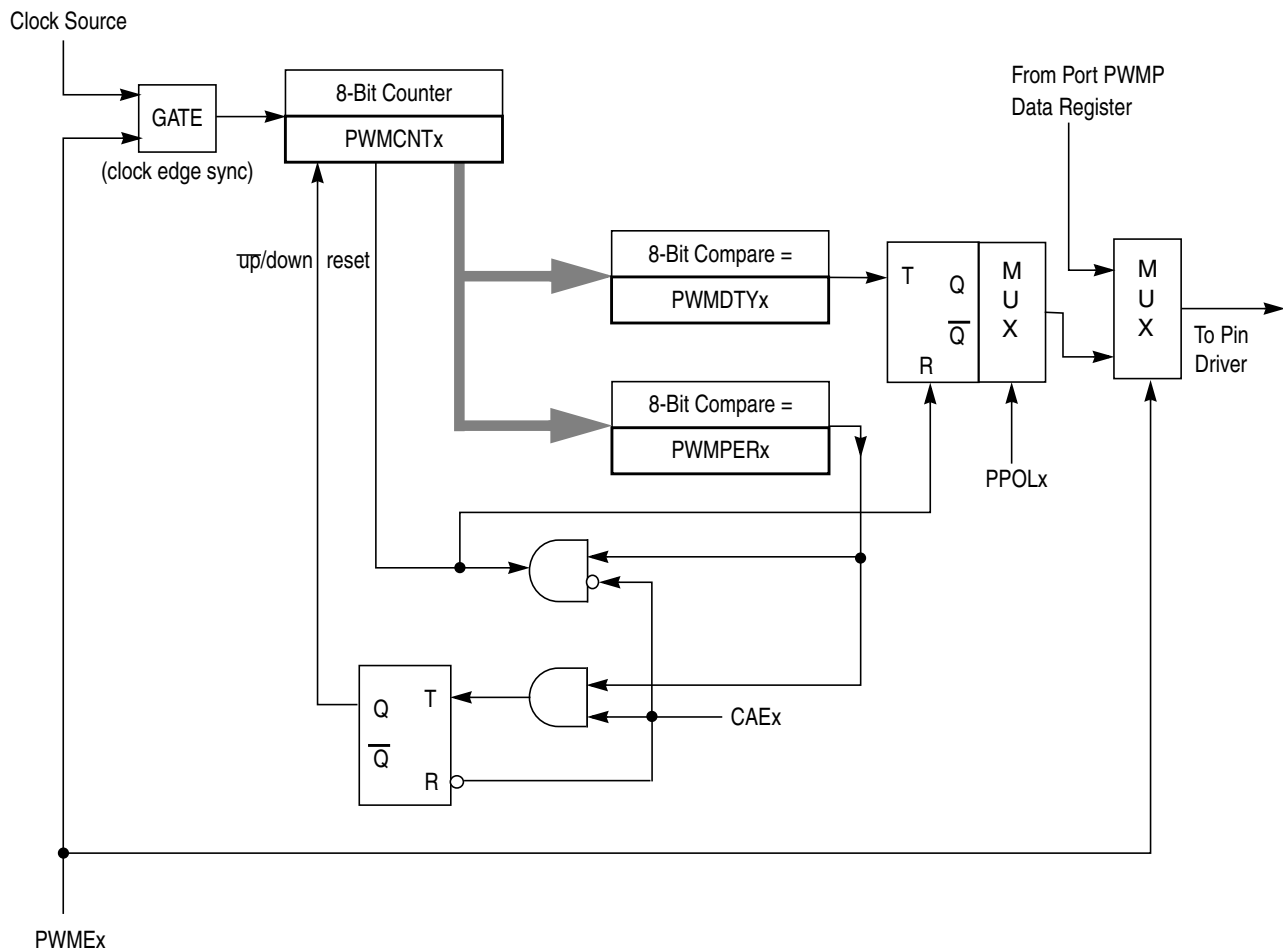 Clock Source
GATE
(clock edge sync)
8-Bit Counter
PWMCNTx
From Port PWMP
Data Register
u̅p̅/down
reset
8-Bit Compare =
PWMDTYx
T
Q
Q̅
R
M
U
X
M
U
X
To Pin
Driver
8-Bit Compare =
PWMPERx
PPOLx
Q
T
Q̅
R
CAEx
PWMEx